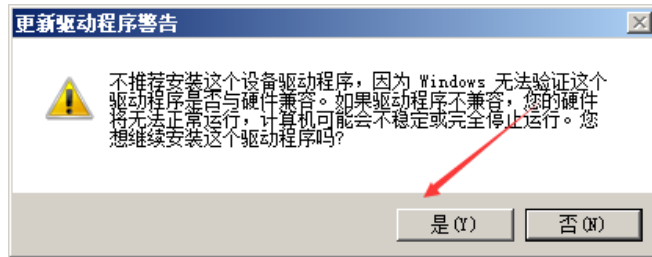 更新驱动程序警告
不推荐安装这个设备驱动程序，因为 Windows 无法验证这个
驱动程序是否与硬件兼容。如果驱动程序不兼容，您的硬件
将无法正常运行，计算机可能会不稳定或完全停止运行。您
想继续安装这个驱动程序吗?
是(Y)
否(N)